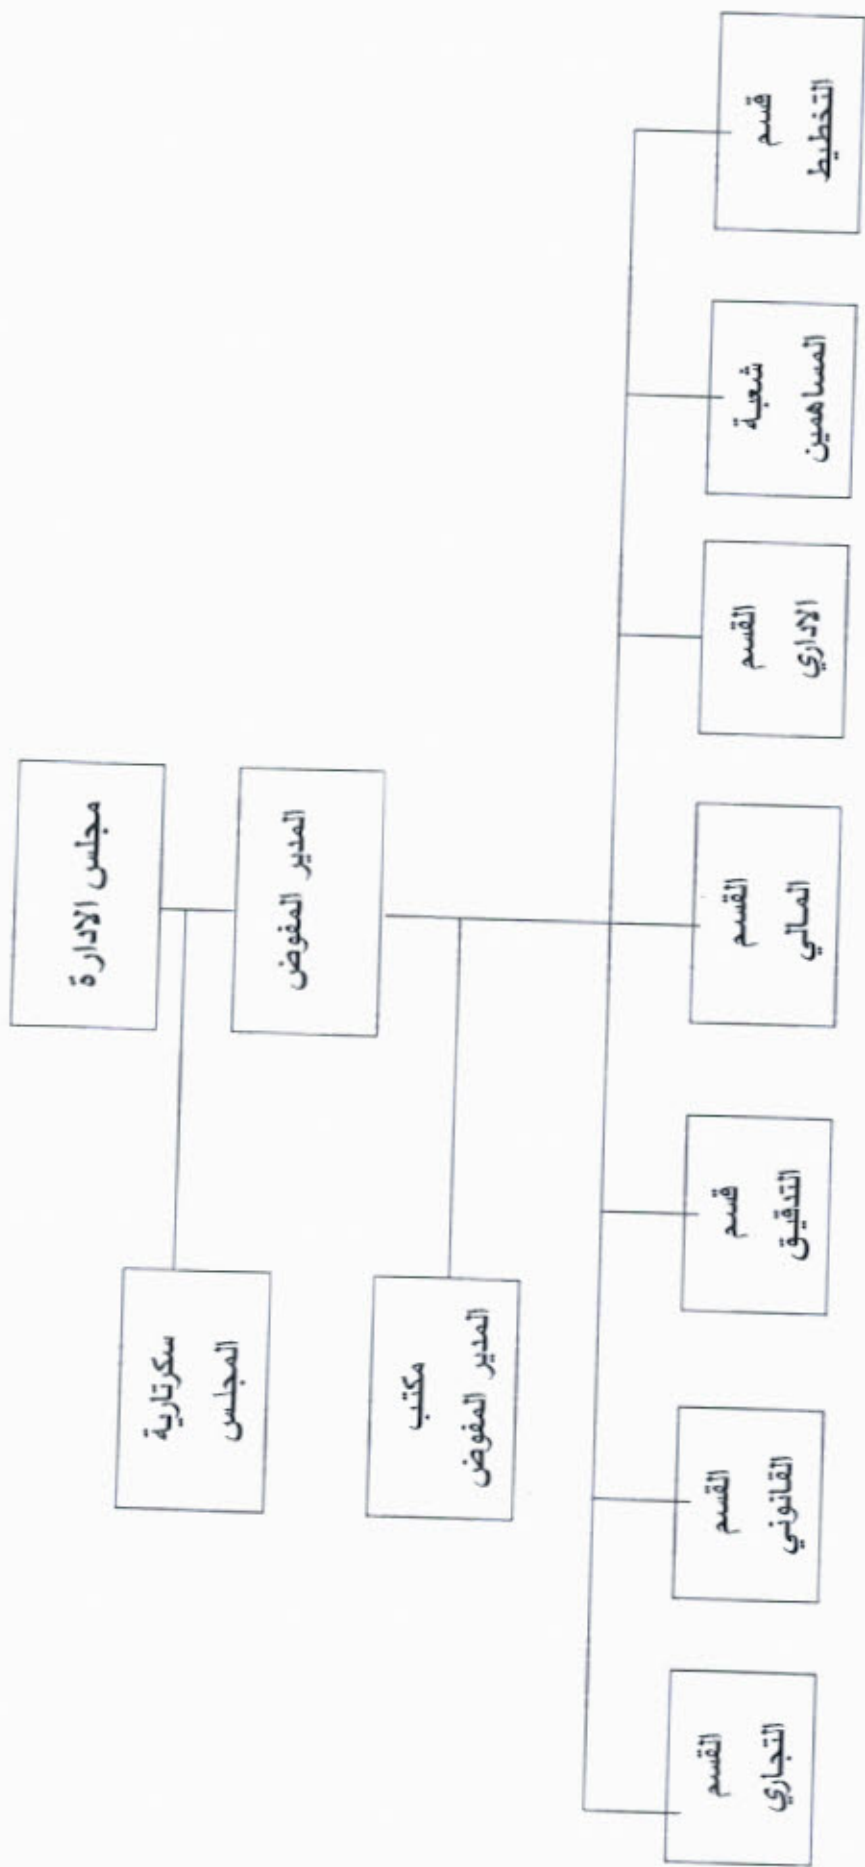 مجلس الادارة
سكرتارية
المجلس
المدير المفوض
مكتب
المدير المفوض
قسم
التخطيط
شعبة
المساهمين
القسم
الاداري
القسم
المالي
قسم
التدقيق
القسم
القانوني
القسم
التجاري